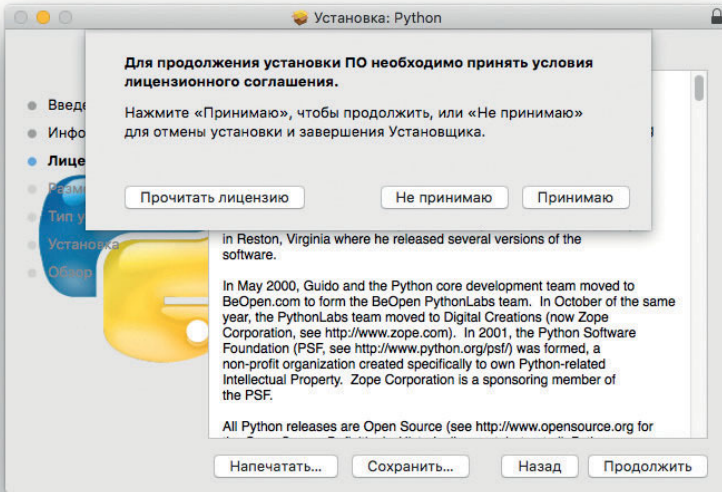 Установка: Python
Для продолжения установки ПО необходимо принять условия
лицензионного соглашения.
Нажмите «Принимаю», чтобы продолжить, или «Не принимаю»
для отмены установки и завершения Установщика.
Прочитать лицензию
Не принимаю
Принимаю
Введе
Инфо
Лице
Разм
Тип у
Установка
Обзор
in Reston, Virginia where he released several versions of the
software.
In May 2000, Guido and the Python core development team moved to
BeOpen.com to form the BeOpen PythonLabs team. In October of the same
year, the PythonLabs team moved to Digital Creations (now Zope
Corporation, see http://www.zope.com). In 2001, the Python Software
Foundation (PSF, see http://www.python.org/psf/) was formed, a
non-profit organization created specifically to own Python-related
Intellectual Property. Zope Corporation is a sponsoring member of
the PSF.
All Python releases are Open Source (see http://www.opensource.org for
Напечатать...
Сохранить...
Назад
Продолжить